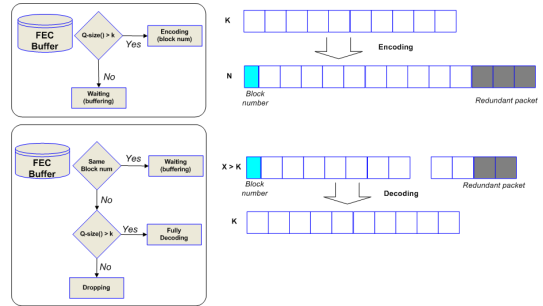 FEC
Buffer
Q-size() > k
Yes
Encoding
(block num)
No
Waiting
(buffering)
K
Encoding
N
Block
number
Redundant packet
FEC
Buffer
Same
Block num
Yes
Waiting
(buffering)
No
Q-size() > k
Yes
Fully
Decoding
No
Dropping
X > K
Block
number
Redundant packet
Decoding
K